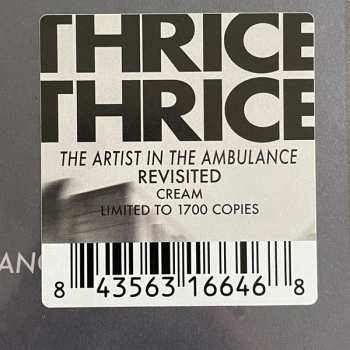 THRICE
THRICE
THE ARTIST IN THE AMBULANCE
REVISITED
CREAM
LIMITED TO 1700 COPIES
8 43563 16646 8